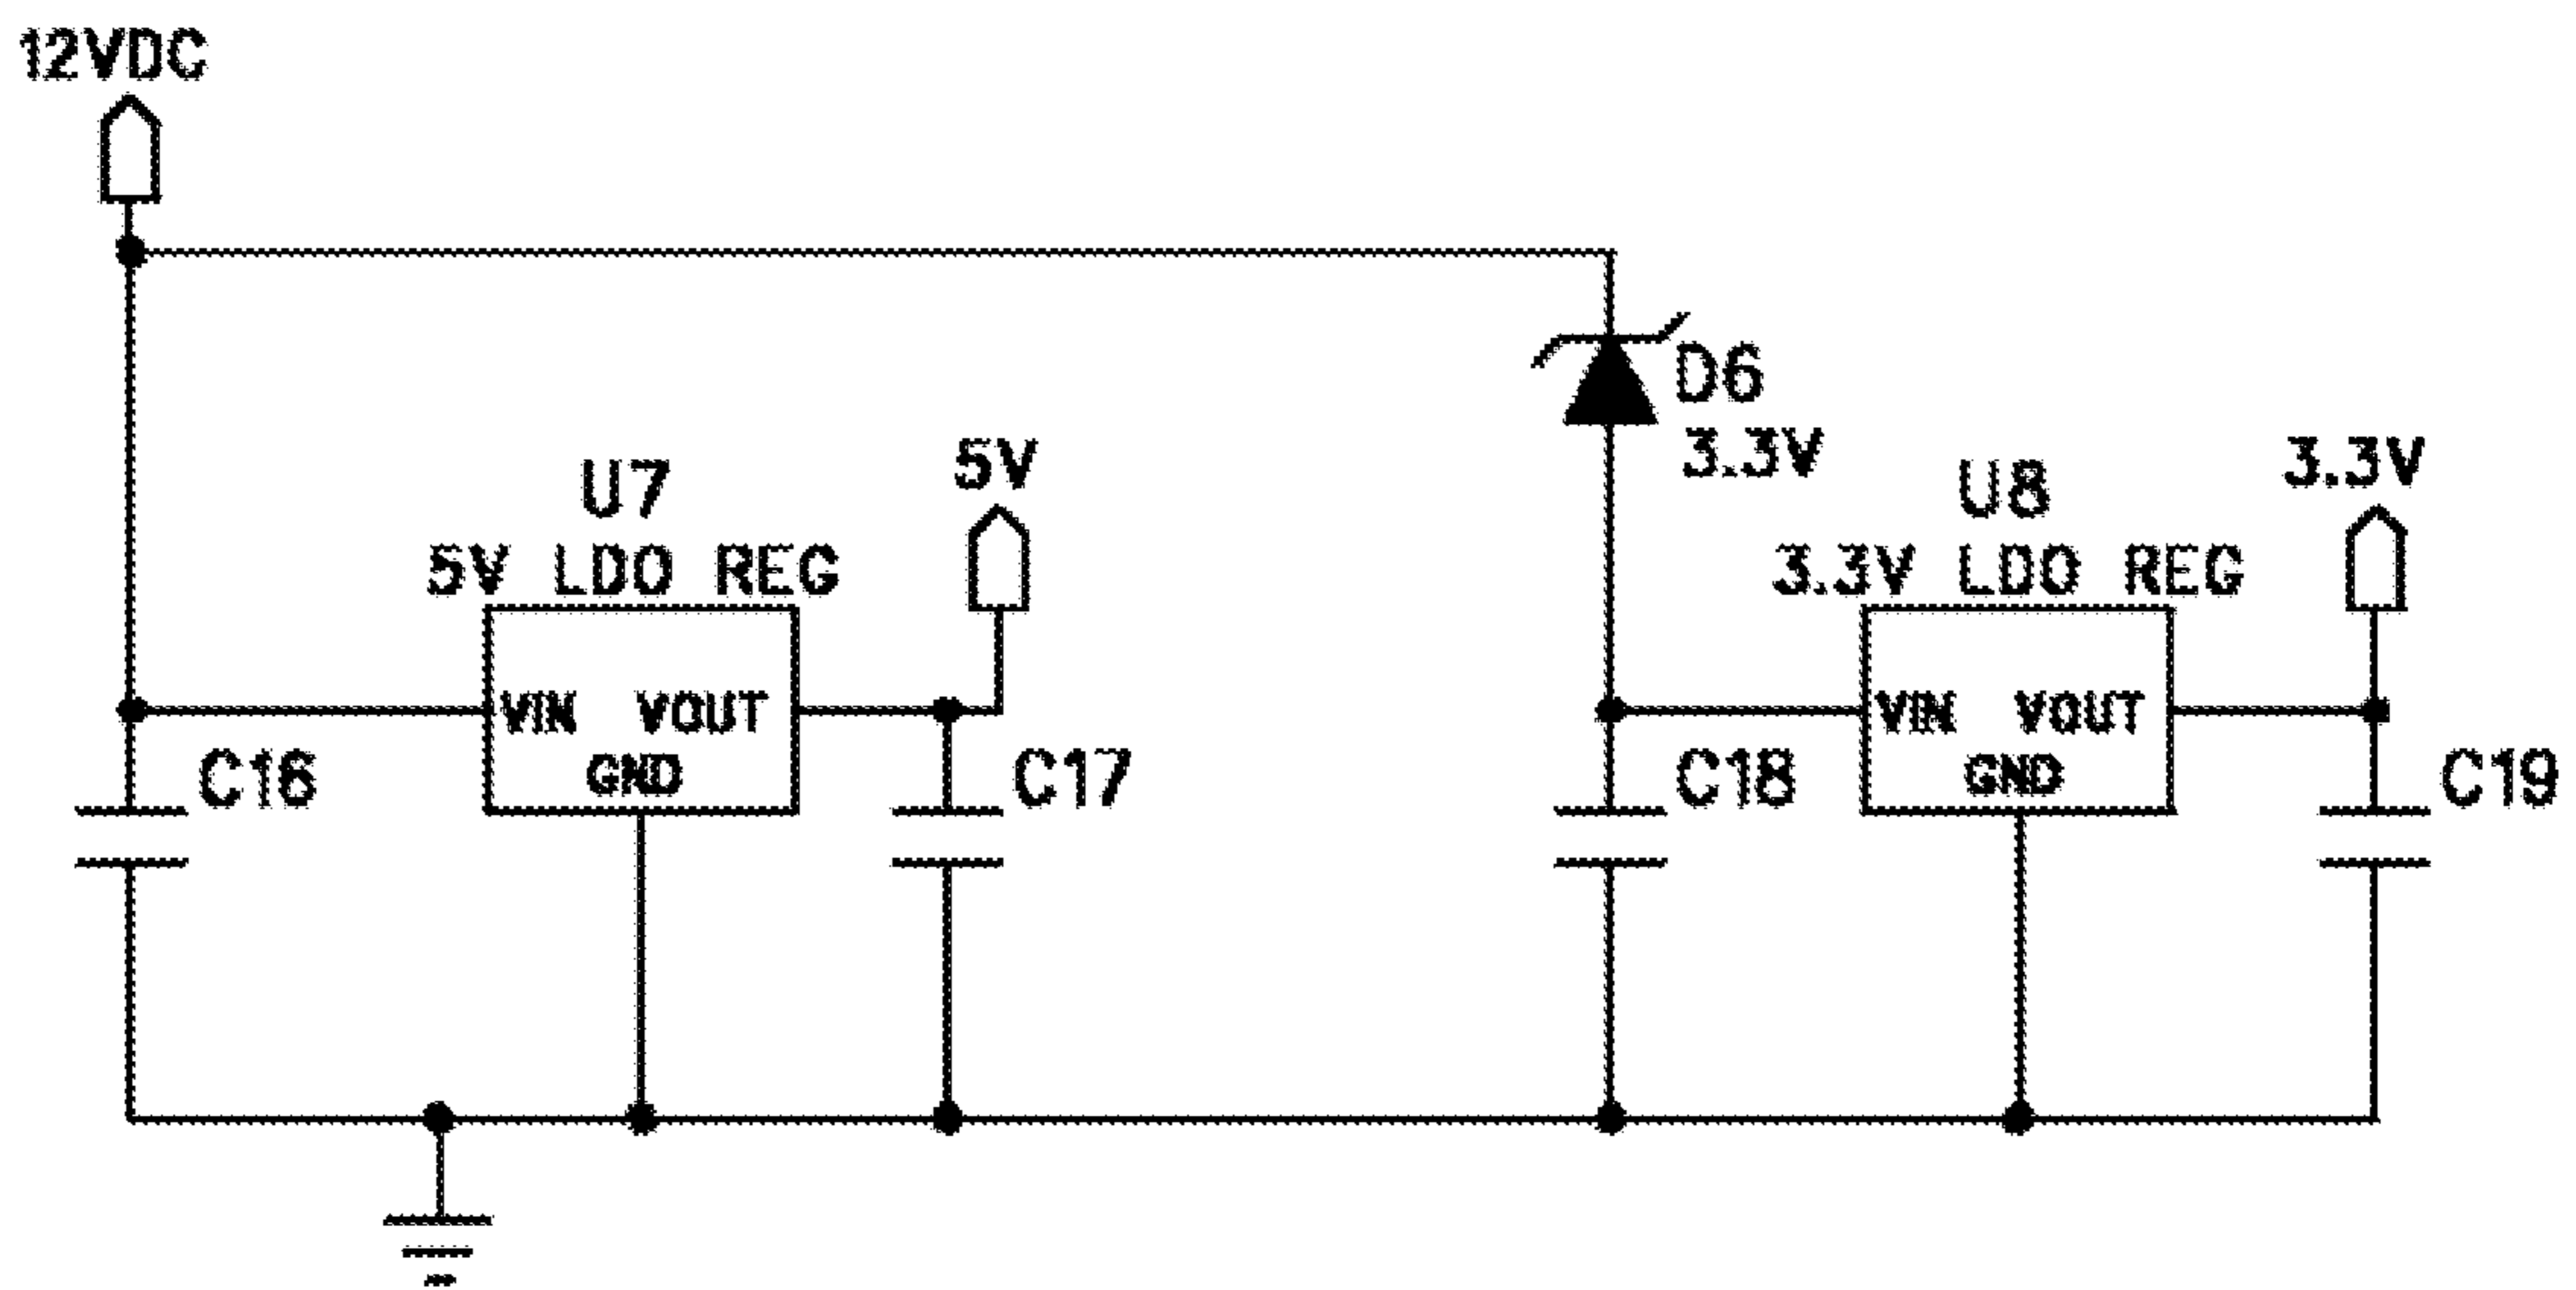 12VDC
D6
3.3V
U7
5V LDO REG
5V
U8
3.3V LDO REG
3.3V
VIN VOUT
GND
VIN VOUT
GND
C16
C17
C18
C19